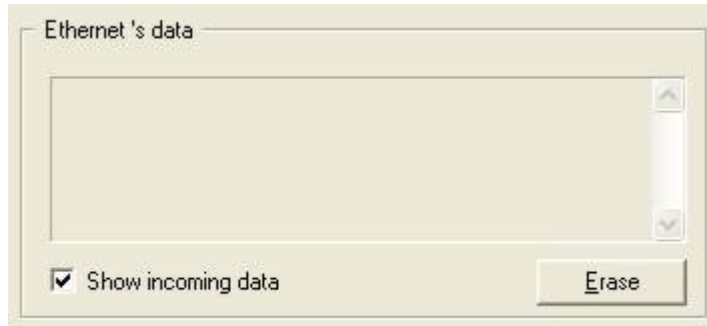 Ethernet 's data
Show incoming data
Erase